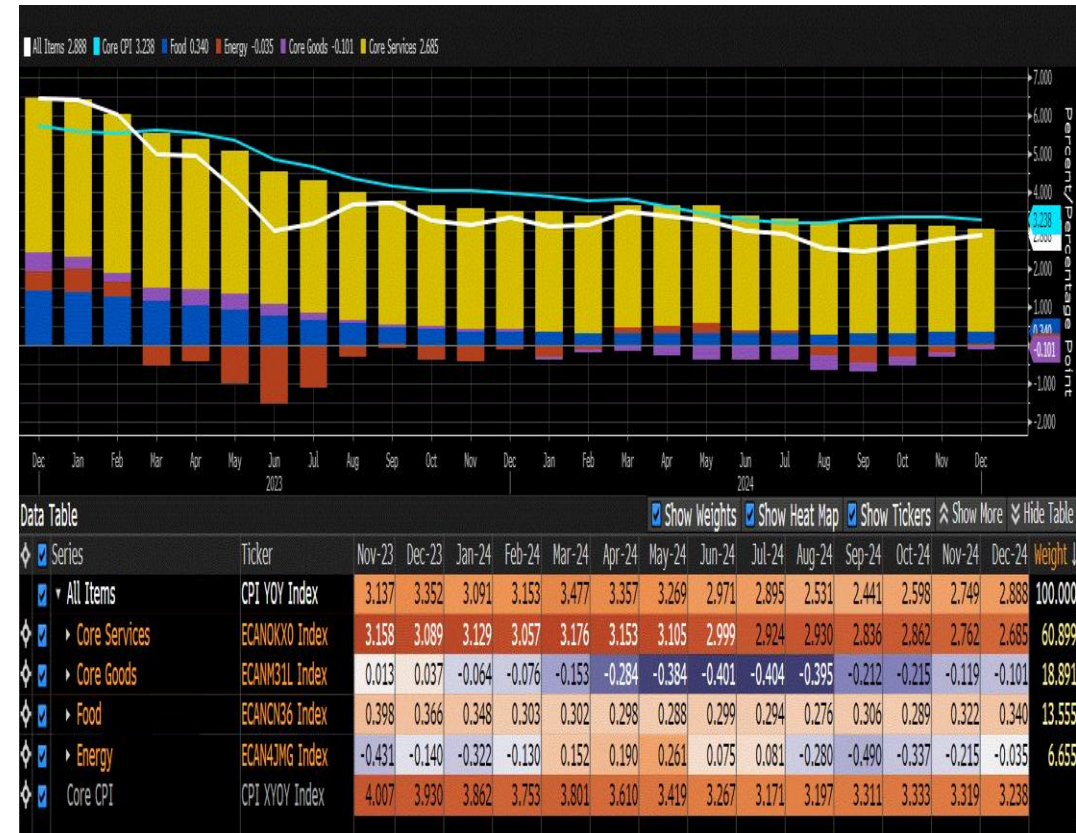 All Items 2.888 Core CPI 3.238 Food 0.340 Energy -0.035 Core Goods -0.101 Core Services 2.685
7.000
6.000
5.000
4.000
3.238
2.888
2.000
1.000
0.340
-0.101
-1.000
-2.000
Percent/Percentage Point
Dec Jan Feb Mar Apr May Jun Jul Aug Sep Oct Nov Dec Jan Feb Mar Apr May Jun Jul Aug Sep Oct Nov Dec
2023 2024
Data Table Show Weights Show Heat Map Show Tickers Show More Hide Table
Series Ticker Nov-23 Dec-23 Jan-24 Feb-24 Mar-24 Apr-24 May-24 Jun-24 Jul-24 Aug-24 Sep-24 Oct-24 Nov-24 Dec-24 Weight
All Items CPI YOY Index 3.137 3.352 3.091 3.153 3.477 3.357 3.269 2.971 2.895 2.531 2.441 2.598 2.749 2.888 100.000
Core Services ECANOKX0 Index 3.158 3.089 3.129 3.057 3.176 3.153 3.105 2.999 2.924 2.930 2.836 2.862 2.762 2.685 60.899
Core Goods ECANM31L Index 0.013 0.037 -0.064 -0.076 -0.153 -0.284 -0.384 -0.401 -0.404 -0.395 -0.212 -0.215 -0.119 -0.101 18.891
Food ECANCN36 Index 0.398 0.366 0.348 0.303 0.302 0.298 0.288 0.299 0.294 0.276 0.306 0.289 0.322 0.340 13.555
Energy ECAN4JMG Index -0.431 -0.140 -0.322 -0.130 0.152 0.190 0.261 0.075 0.081 -0.280 -0.490 -0.337 -0.215 -0.035 6.655
Core CPI CPI XYOY Index 4.007 3.930 3.862 3.753 3.801 3.610 3.419 3.267 3.171 3.197 3.311 3.333 3.319 3.238